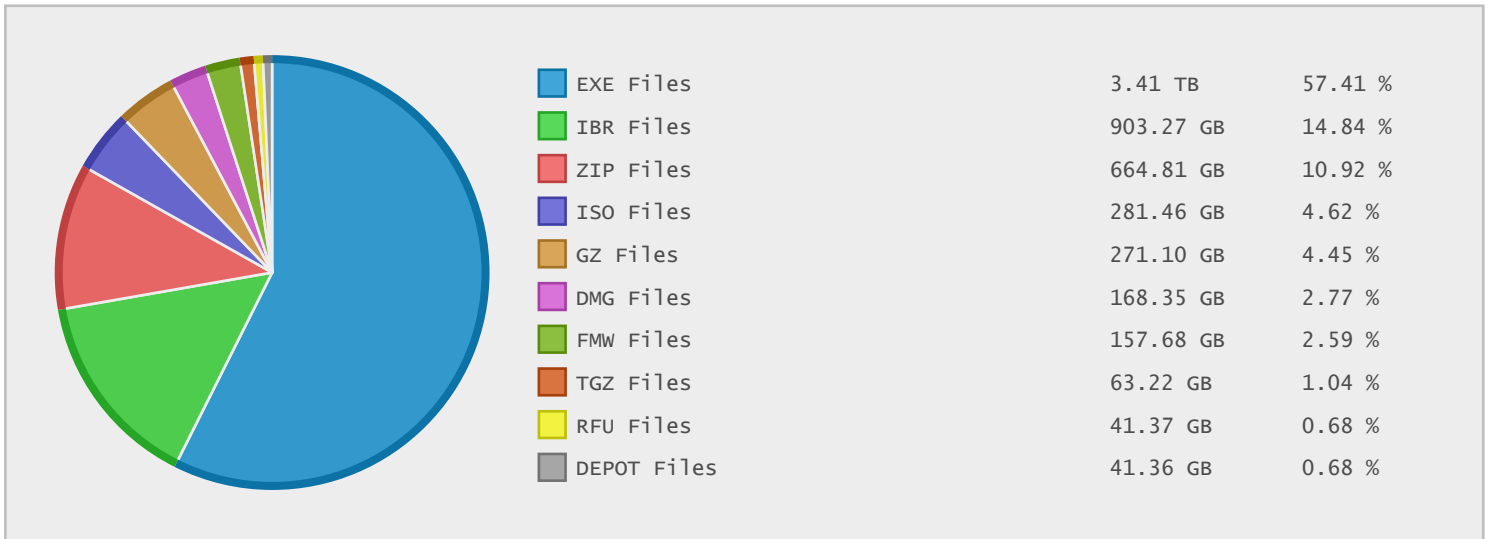 EXE Files 3.41 TB 57.41 %
IBR Files 903.27 GB 14.84 %
ZIP Files 664.81 GB 10.92 %
ISO Files 281.46 GB 4.62 %
GZ Files 271.10 GB 4.45 %
DMG Files 168.35 GB 2.77 %
FMW Files 157.68 GB 2.59 %
TGZ Files 63.22 GB 1.04 %
RFU Files 41.37 GB 0.68 %
DEPOT Files 41.36 GB 0.68 %